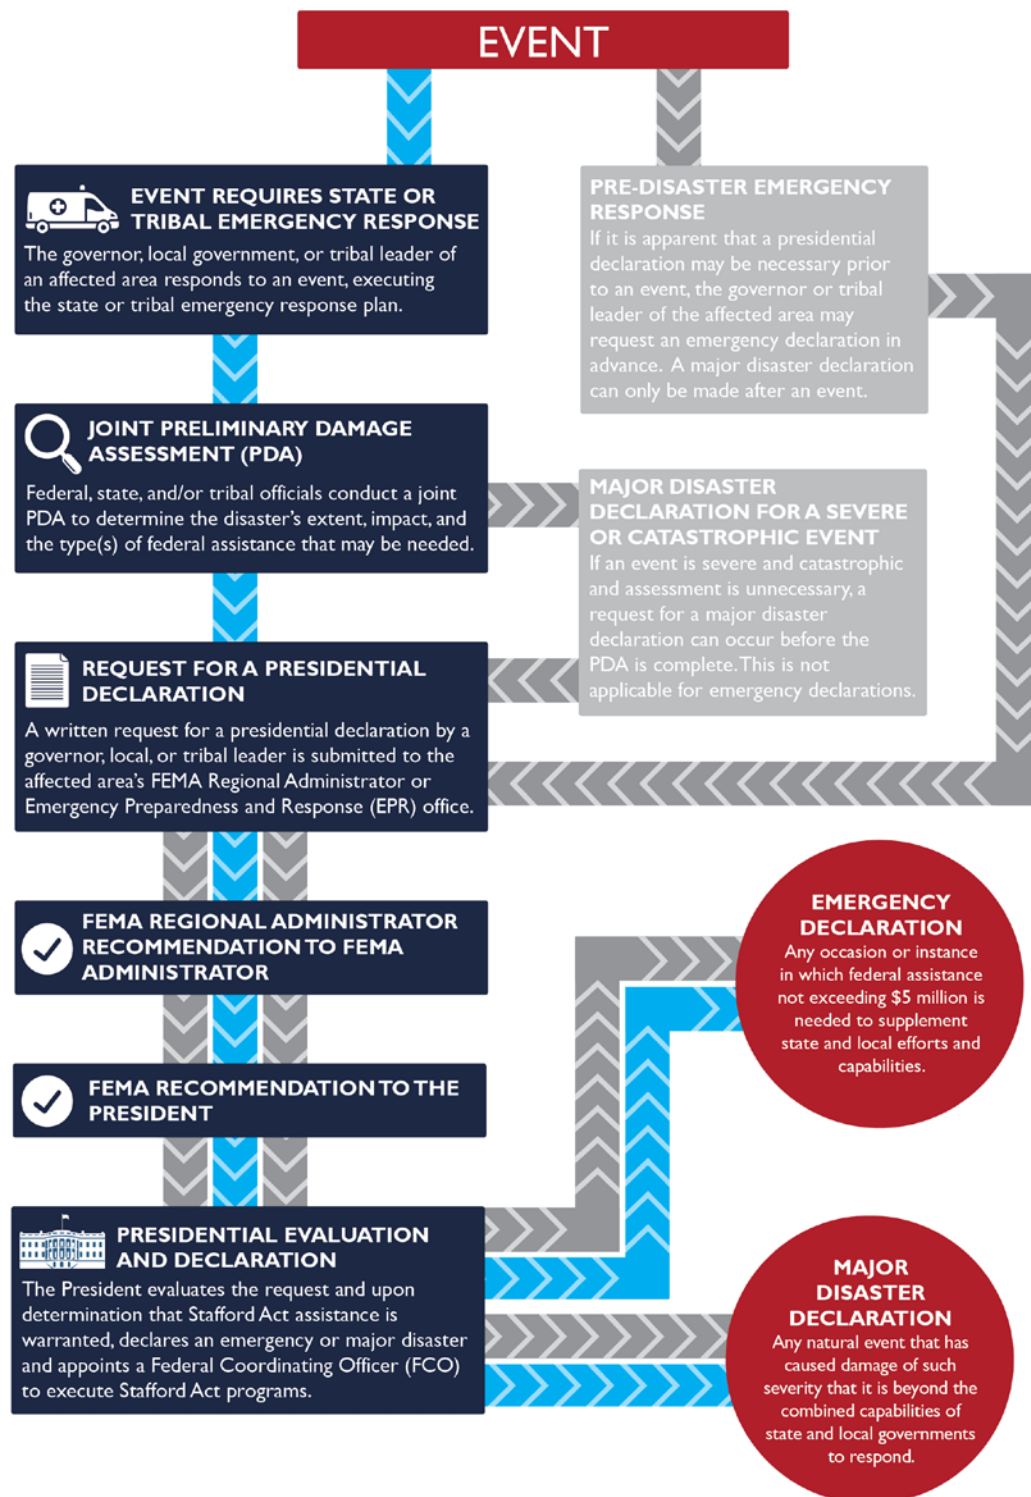 EVENT
EVENT REQUIRES STATE OR
TRIBAL EMERGENCY RESPONSE
The governor, local government, or tribal leader of
an affected area responds to an event, executing
the state or tribal emergency response plan.
PRE-DISASTER EMERGENCY
RESPONSE
If it is apparent that a presidential
declaration may be necessary prior
to an event, the governor or tribal
leader of the affected area may
request an emergency declaration in
advance. A major disaster declaration
can only be made after an event.
JOINT PRELIMINARY DAMAGE
ASSESSMENT (PDA)
Federal, state, and/or tribal officials conduct a joint
PDA to determine the disaster's extent, impact, and
the type(s) of federal assistance that may be needed.
MAJOR DISASTER
DECLARATION FOR A SEVERE
OR CATASTROPHIC EVENT
If an event is severe and catastrophic
and assessment is unnecessary, a
request for a major disaster
declaration can occur before the
PDA is complete. This is not
applicable for emergency declarations.
REQUEST FOR A PRESIDENTIAL
DECLARATION
A written request for a presidential declaration by a
governor, local, or tribal leader is submitted to the
affected area's FEMA Regional Administrator or
Emergency Preparedness and Response (EPR) office.
FEMA REGIONAL ADMINISTRATOR
RECOMMENDATION TO FEMA
ADMINISTRATOR
FEMA RECOMMENDATION TO THE
PRESIDENT
PRESIDENTIAL EVALUATION
AND DECLARATION
The President evaluates the request and upon
determination that Stafford Act assistance is
warranted, declares an emergency or major disaster
and appoints a Federal Coordinating Officer (FCO)
to execute Stafford Act programs.
EMERGENCY
DECLARATION
Any occasion or instance
in which federal assistance
not exceeding $5 million is
needed to supplement
state and local efforts and
capabilities.
MAJOR
DISASTER
DECLARATION
Any natural event that has
caused damage of such
severity that it is beyond the
combined capabilities of
state and local governments
to respond.